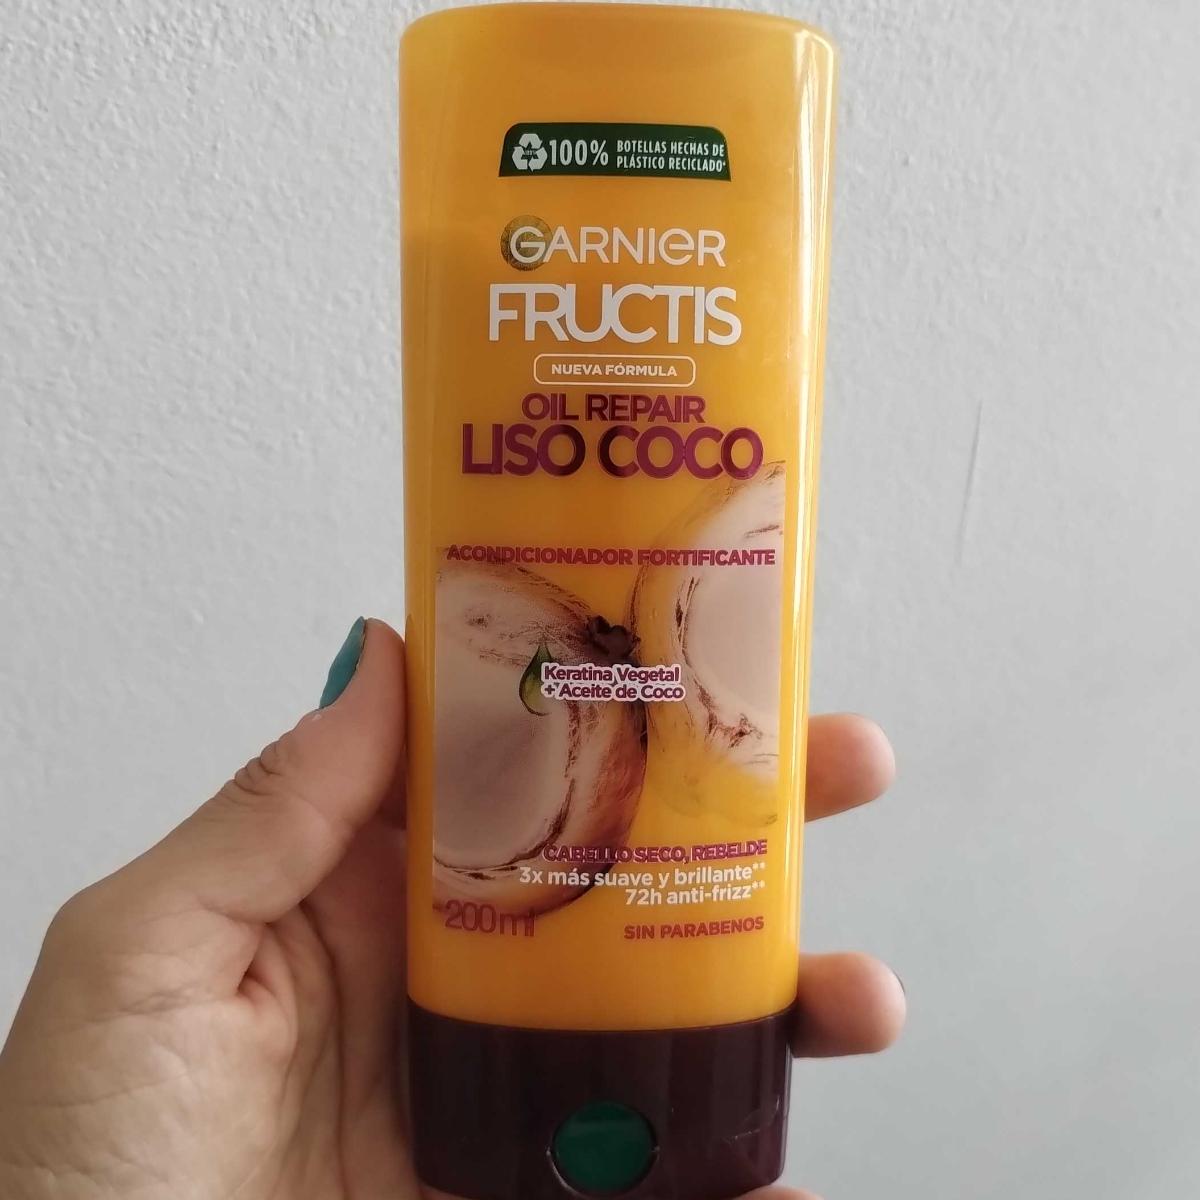 100% BOTELLAS HECHAS DE
PLÁSTICO RECICLADO*
GARNIER
FRUCTIS
NUEVA FÓRMULA
OIL REPAIR
LISO COCO
ACONDICIONADOR FORTIFICANTE
Keratina Vegetal
+ Aceite de Coco
CABELLO SECO, REBELDE
3x más suave y brillante**
72h anti-frizz**
200ml
SIN PARABENOS